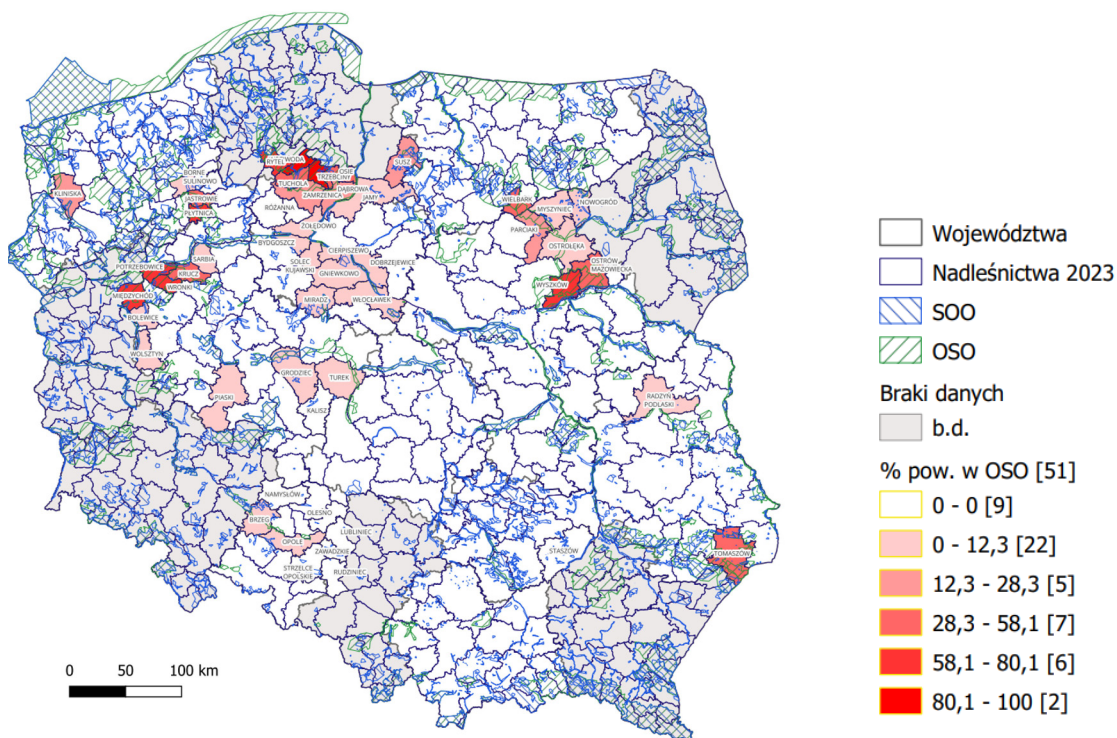 RYTEL
WODA
OSIE
TRZEBCINY
SUSZ
TUCHOLA
DĄBROWA
ZAMRZENICA
JAMY
RÓŻANNA
BORNE
SULINOWO
KLINISKA
JASTROWIE
PŁYTNICA
WIELBARK
MYSZYNIEC
NOWOGRÓD
PARCIAKI
ŻOŁĘDOWO
BYDGOSZCZ
CIERPISZEWO
OSTROŁĘKA
SOLEC
KUJAWSKI
DOBRZEJEWICE
GNIEWKOWO
OSTRÓW
MAZOWIECKA
SARBIA
POTRZEBOWICE
KRUCZ
WRONKI
WYSZKÓW
MIĘDZYCHÓD
MIRADZ
WŁOCŁAWEK
BOLEWICE
WOLSZTYN
GRODZIEC
TUREK
PIASKI
KALISZ
RADZYŃ
PODLASKI
NAMYSŁÓW
BRZEG
OLESNO
LUBLINIEC
OPOLE
ZAWADZKIE
STASZÓW
TOMASZÓW
STRZELCE
OPOLSKIE
RUDZINIEC
0 50 100 km
Województwa
Nadleśnictwa 2023
SOO
OSO
Braki danych
b.d.
% pow. w OSO [51]
0 - 0 [9]
0 - 12,3 [22]
12,3 - 28,3 [5]
28,3 - 58,1 [7]
58,1 - 80,1 [6]
80,1 - 100 [2]